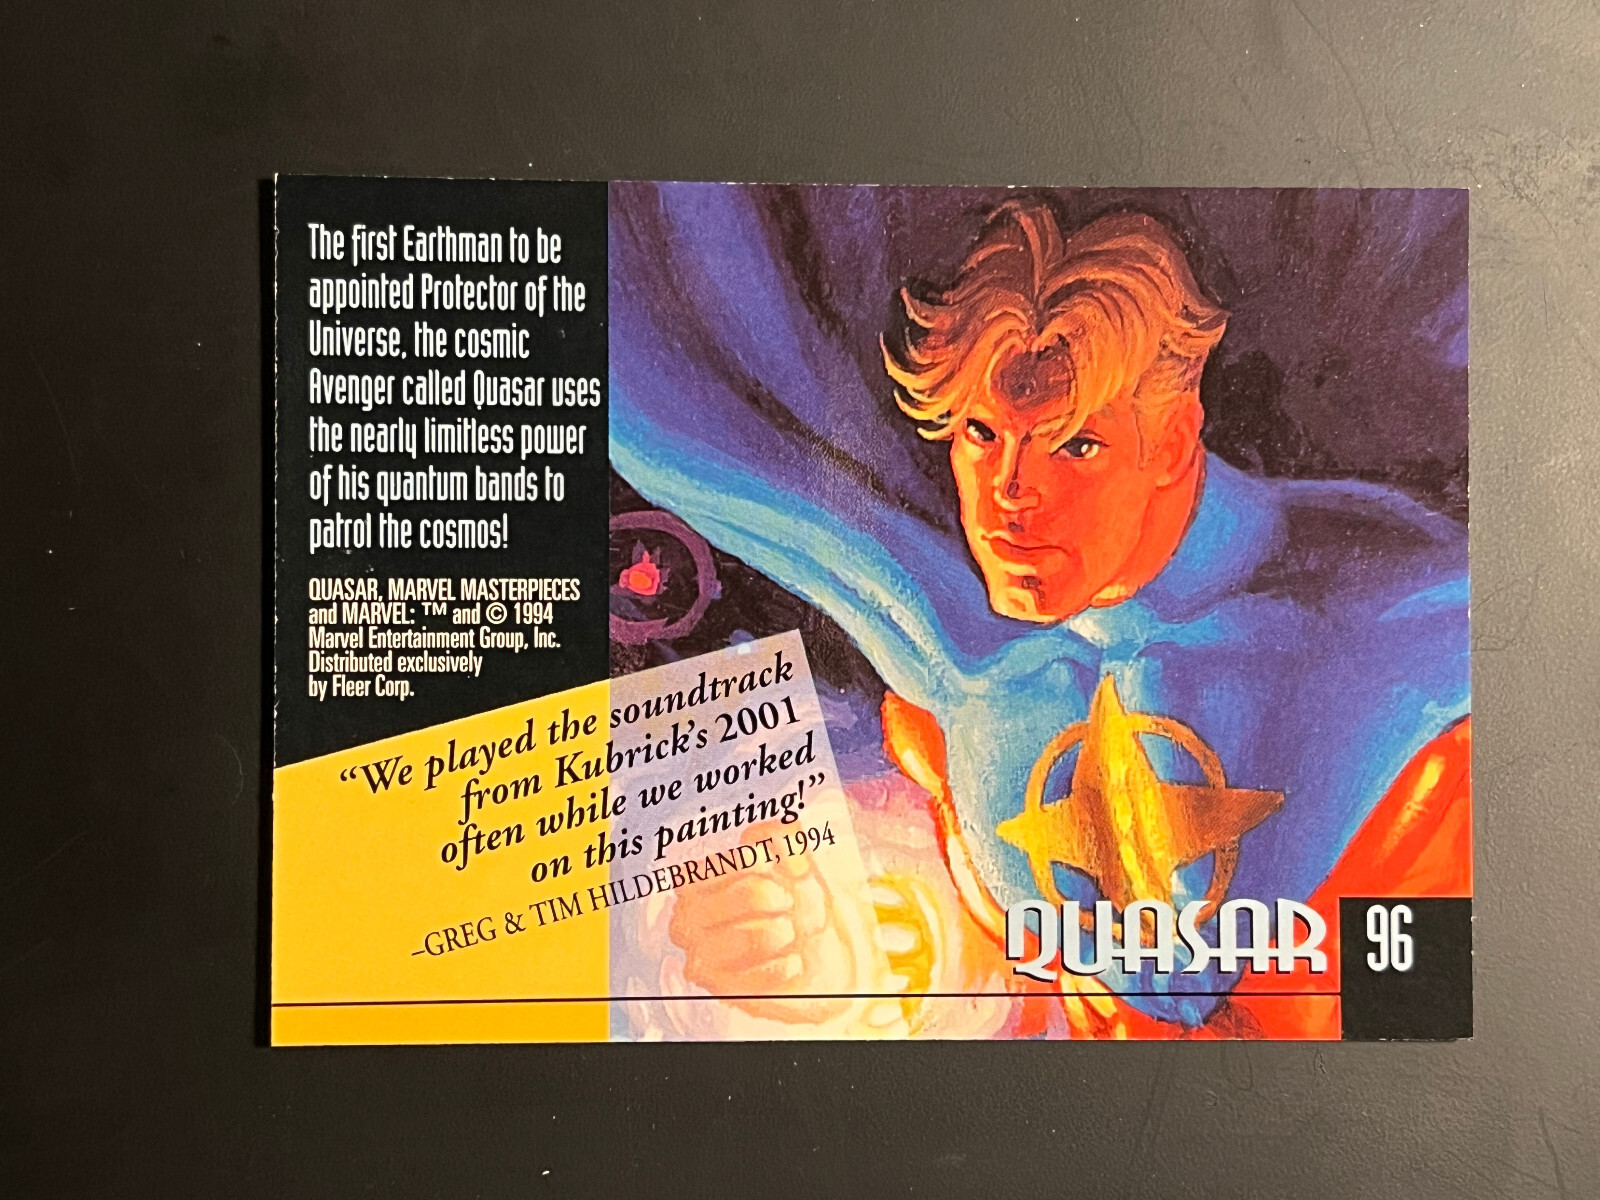 The first Earthman to be
appointed Protector of the
Universe, the cosmic
Avenger called Quasar uses
the nearly limitless power
of his quantum bands to
patrol the cosmos!
QUASAR, MARVEL MASTERPIECES
and MARVEL: ™ and © 1994
Marvel Entertainment Group, Inc.
Distributed exclusively
by Fleer Corp.
“We played the soundtrack
from Kubrick’s 2001
often while we worked
on this painting!”
–GREG & TIM HILDEBRANDT, 1994
QUASAR
96